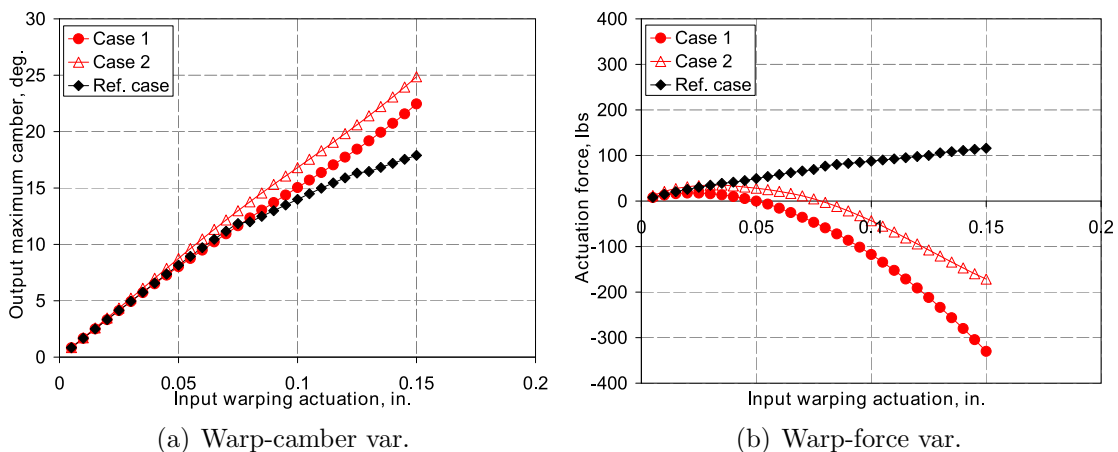 30
25
20
15
10
5
0
Output maximum camber, deg.
Case 1
Case 2
Ref. case
0
0.05
0.1
0.15
0.2
Input warping actuation, in.
(a) Warp-camber var.
400
300
200
100
0
-100
-200
-300
-400
Actuation force, lbs
Case 1
Case 2
Ref. case
0
0.05
0.1
0.15
0.2
Input warping actuation, in.
(b) Warp-force var.